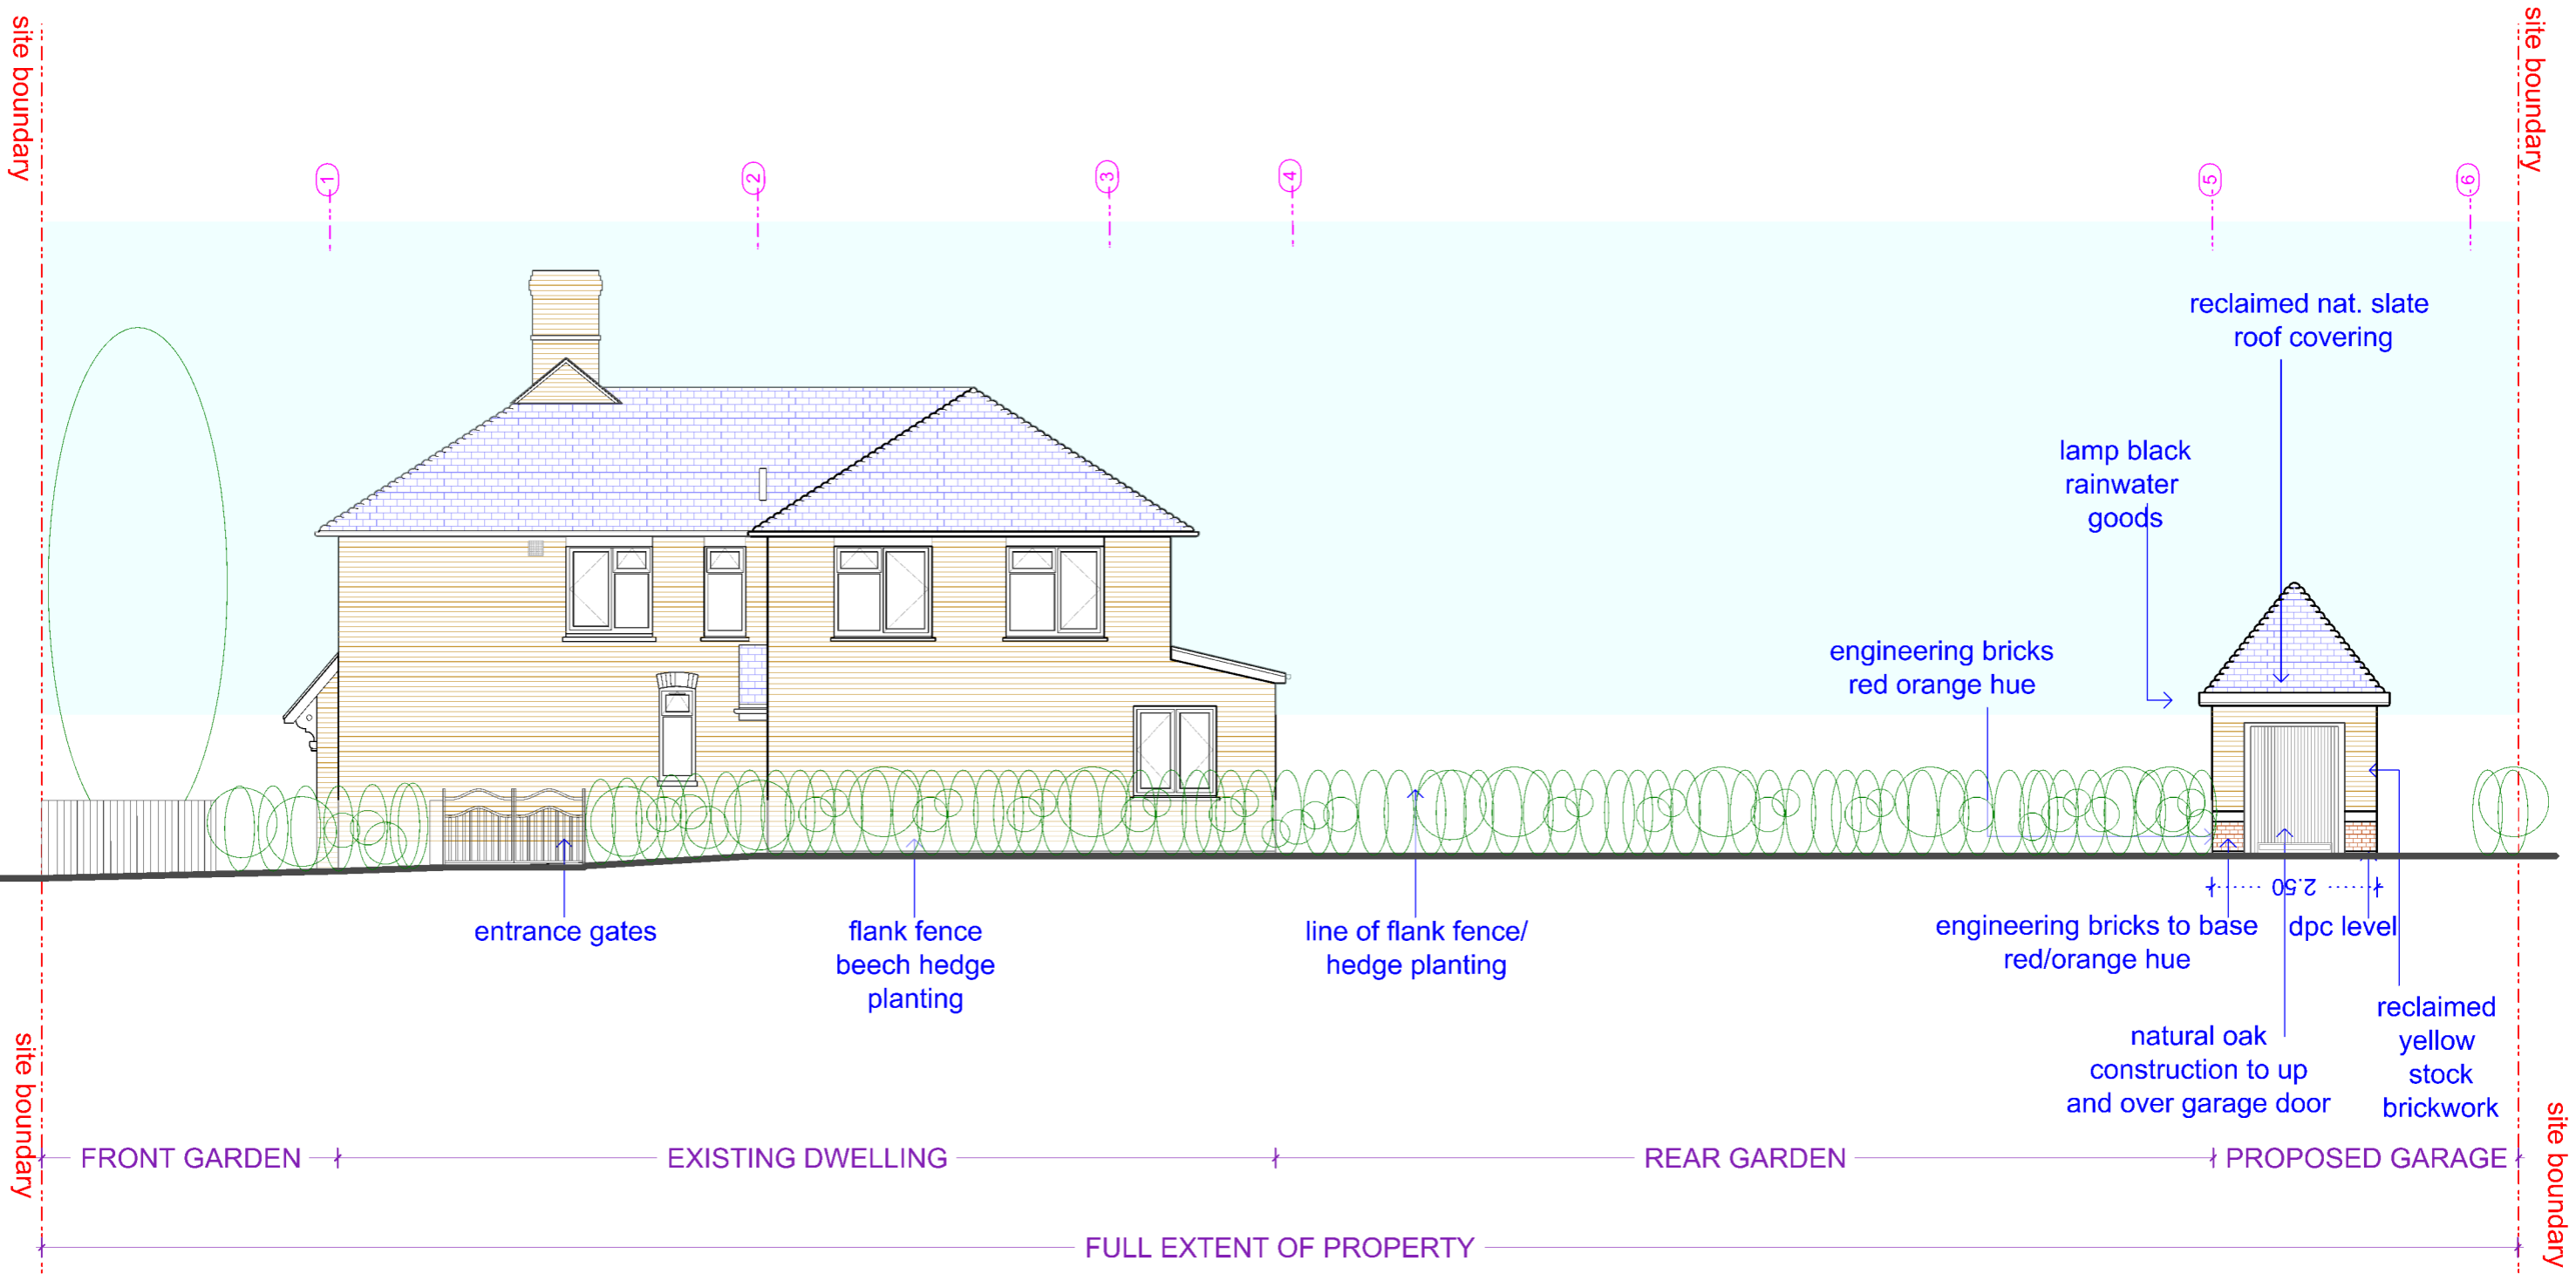 site boundary
site boundary
1
2
3
4
5
6
reclaimed nat. slate
roof covering
lamp black
rainwater
goods
engineering bricks
red orange hue
2.50
entrance gates
flank fence
beech hedge
planting
line of flank fence/
hedge planting
engineering bricks to base
red/orange hue
dpc level
natural oak
construction to up
and over garage door
reclaimed
yellow
stock
brickwork
site boundary
site boundary
FRONT GARDEN
EXISTING DWELLING
REAR GARDEN
PROPOSED GARAGE
FULL EXTENT OF PROPERTY